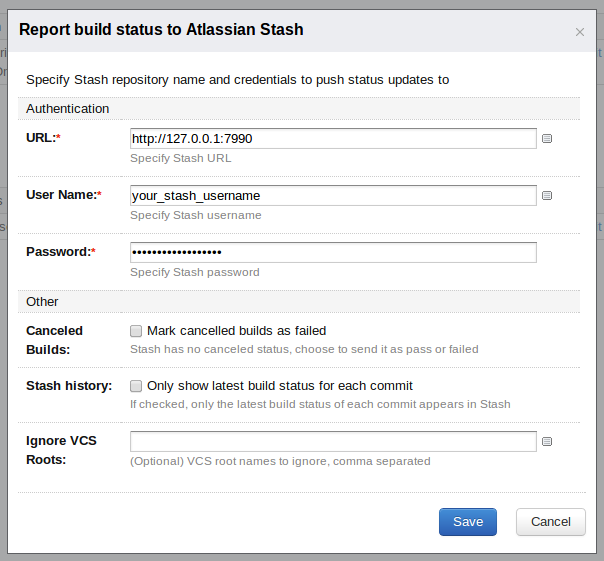 Report build status to Atlassian Stash
×
Specify Stash repository name and credentials to push status updates to
Authentication
URL:*
http://127.0.0.1:7990
Specify Stash URL
User Name:*
your_stash_username
Specify Stash username
Password:*
••••••••••••••••••
Specify Stash password
Other
Canceled Builds:
Mark cancelled builds as failed
Stash has no canceled status, choose to send it as pass or failed
Stash history:
Only show latest build status for each commit
If checked, only the latest build status of each commit appears in Stash
Ignore VCS Roots:
(Optional) VCS root names to ignore, comma separated
Save
Cancel